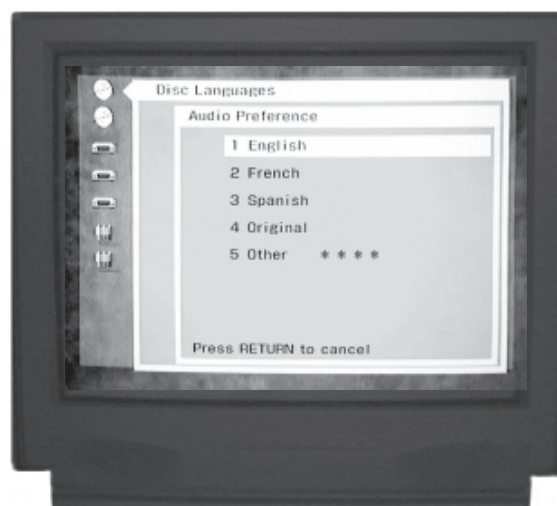 Disc Languages
Audio Preference
1 English
2 French
3 Spanish
4 Original
5 Other * * * *
Press RETURN to cancel